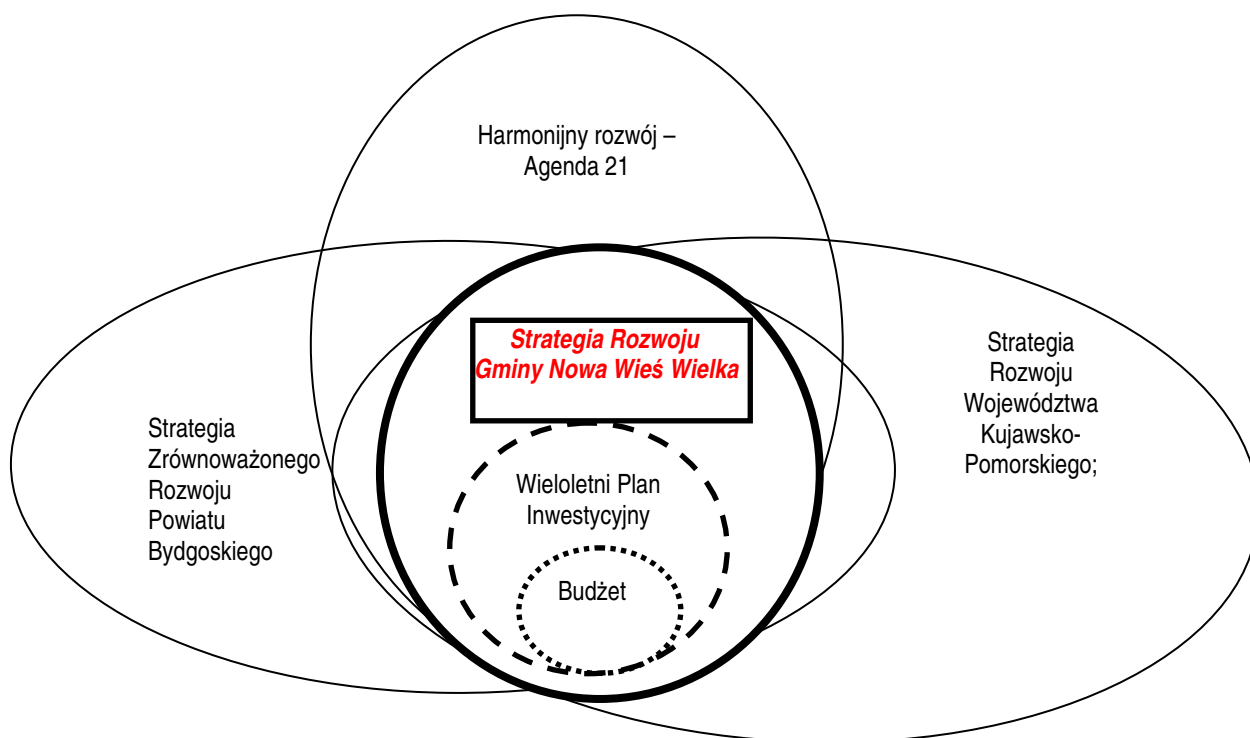 Harmonijny rozwój –
Agenda 21
Strategia Rozwoju
Gminy Nowa Wieś Wielka
Strategia
Rozwoju
Województwa
Kujawsko-
Pomorskiego;
Strategia
Zrównoważonego
Rozwoju
Powiatu
Bydgoskiego
Wieloletni Plan
Inwestycyjny
Budżet